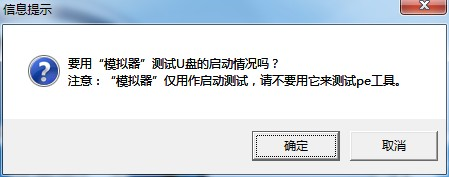 信息提示
要用“模拟器”测试U盘的启动情况吗？
注意：“模拟器”仅用作启动测试，请不要用它来测试pe工具。
确定
取消